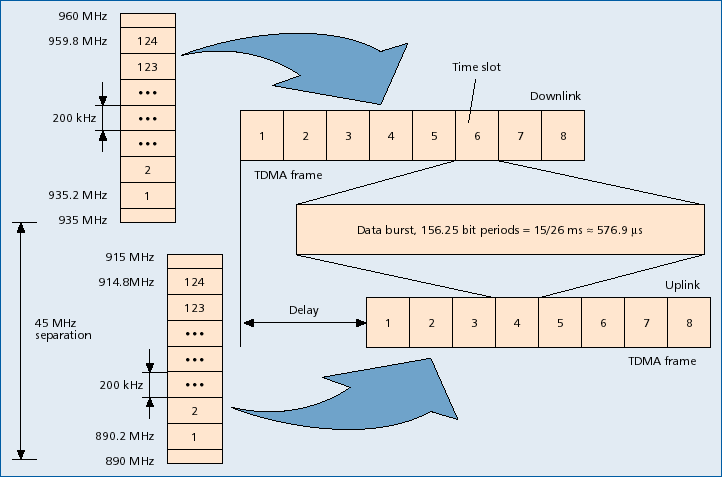 960 MHz
959.8 MHz
124
123
•••
200 kHz
•••
•••
2
935.2 MHz
1
935 MHz
Time slot
Downlink
1 2 3 4 5 6 7 8
TDMA frame
Data burst, 156.25 bit periods = 15/26 ms ≈ 576.9 µs
45 MHz
separation
915 MHz
914.8MHz
124
123
•••
•••
200 kHz
•••
2
890.2 MHz
1
890 MHz
Delay
Uplink
1 2 3 4 5 6 7 8
TDMA frame